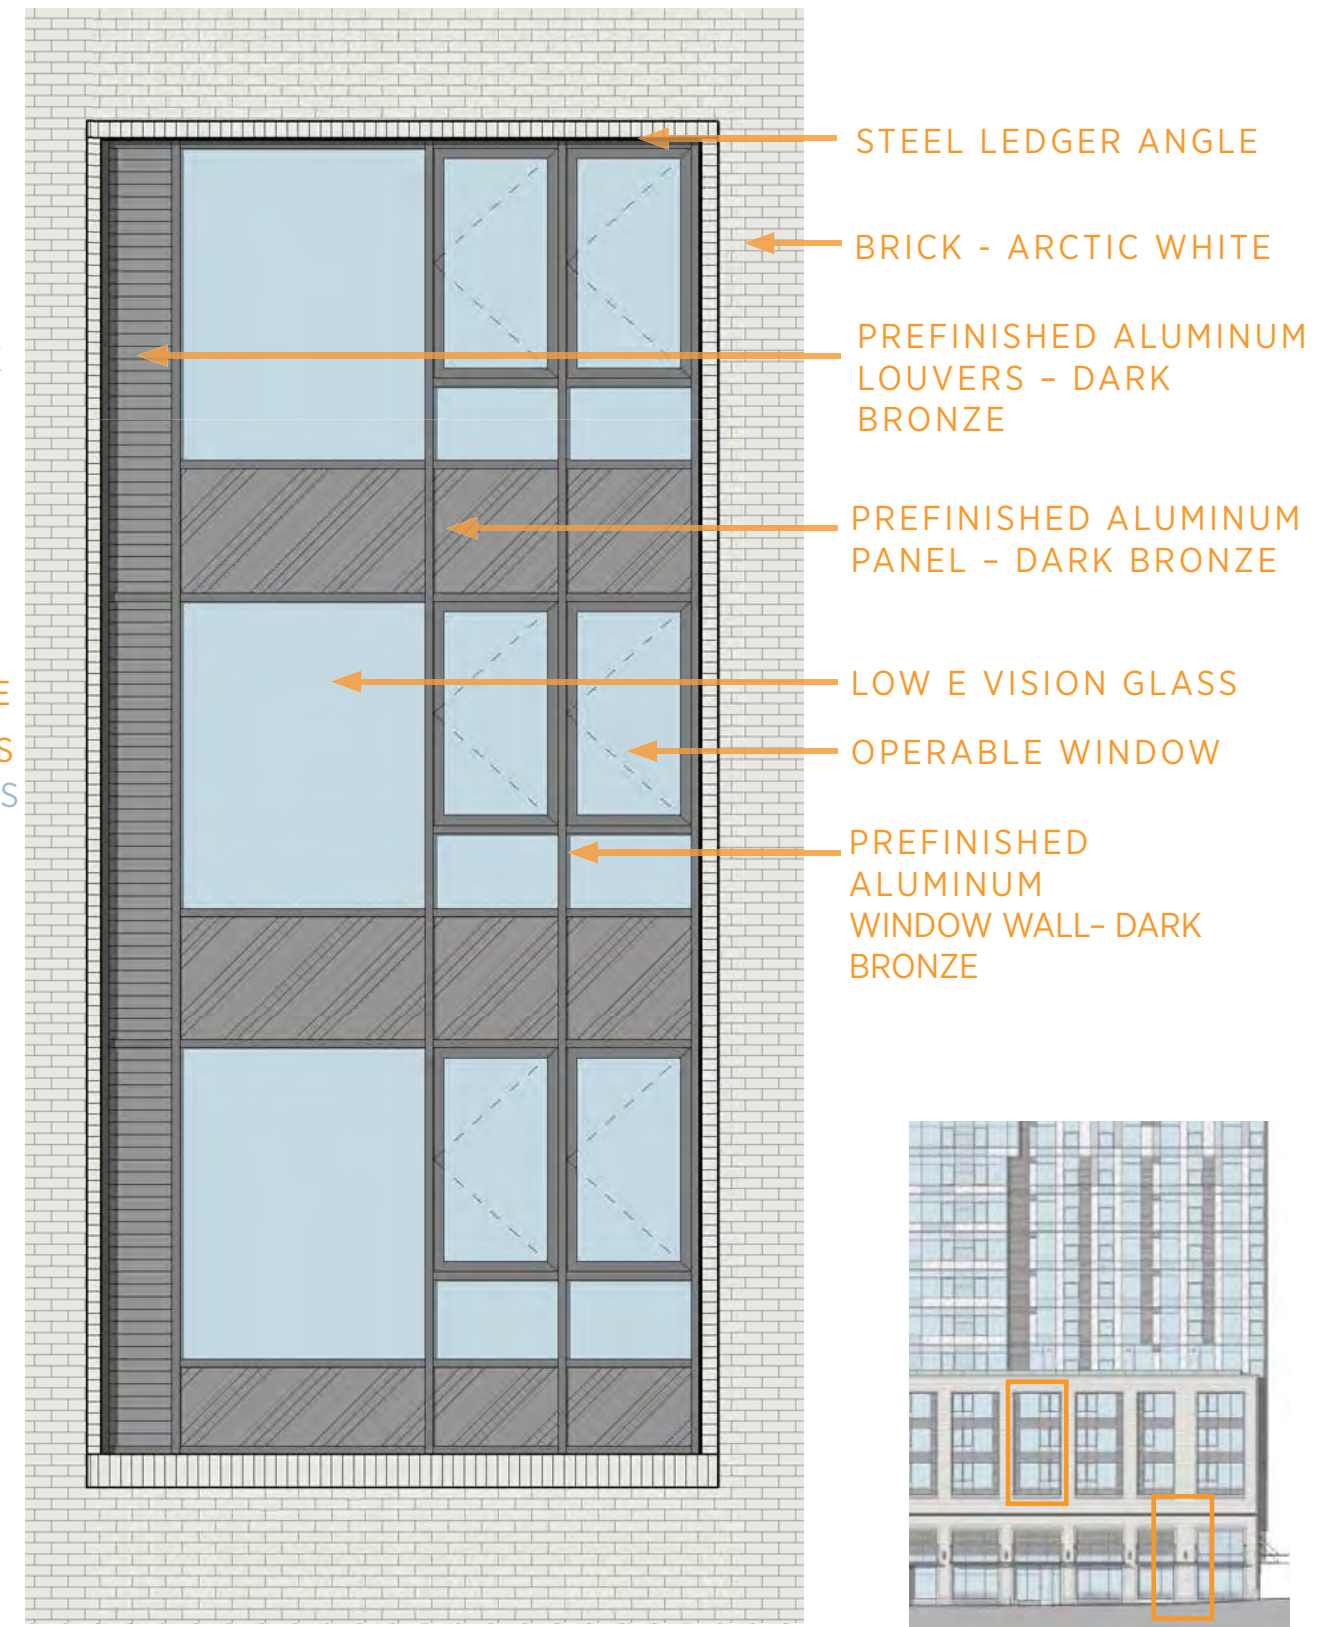 STEEL LEDGER ANGLE
BRICK - ARCTIC WHITE
PREFINISHED ALUMINUM
LOUVERS – DARK
BRONZE
PREFINISHED ALUMINUM
PANEL – DARK BRONZE
LOW E VISION GLASS
OPERABLE WINDOW
PREFINISHED
ALUMINUM
WINDOW WALL– DARK
BRONZE
E
S
S